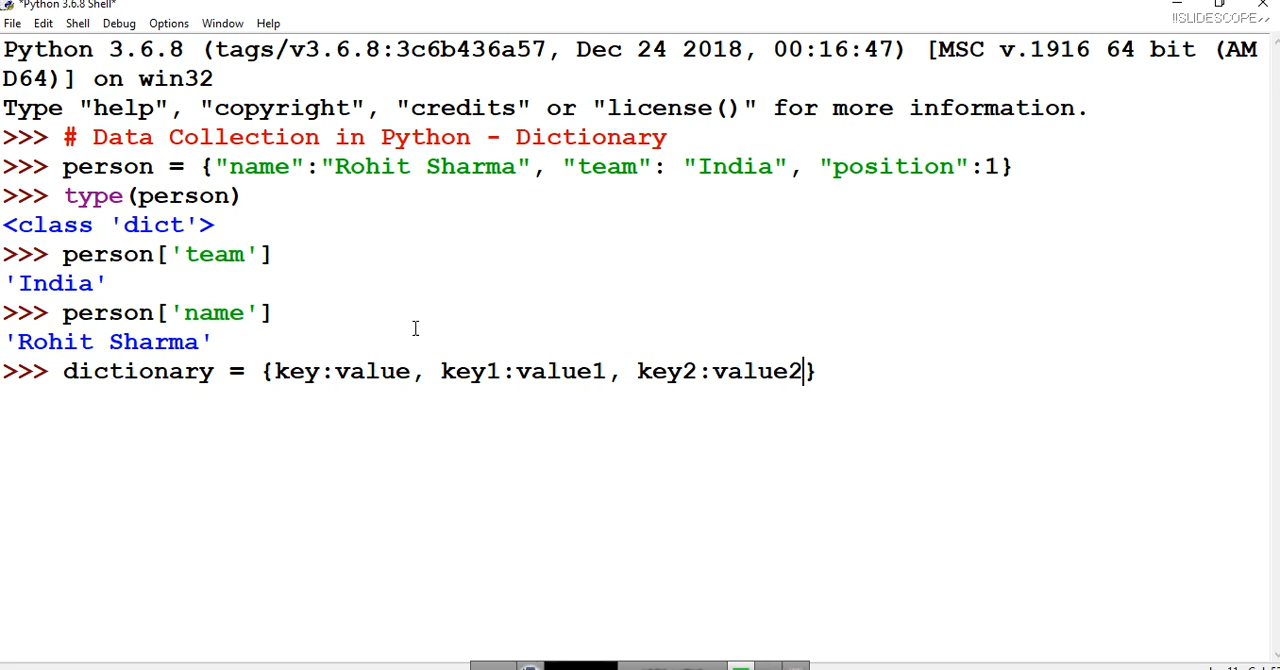 *Python 3.6.8 Shell*
File Edit Shell Debug Options Window Help
!!SLIDESCOPE
Python 3.6.8 (tags/v3.6.8:3c6b436a57, Dec 24 2018, 00:16:47) [MSC v.1916 64 bit (AM
D64)] on win32
Type "help", "copyright", "credits" or "license()" for more information.
>>> # Data Collection in Python - Dictionary
>>> person = {"name":"Rohit Sharma", "team": "India", "position":1}
>>> type(person)
<class 'dict'>
>>> person['team']
'India'
>>> person['name']
'Rohit Sharma'
>>> dictionary = {key:value, key1:value1, key2:value2}